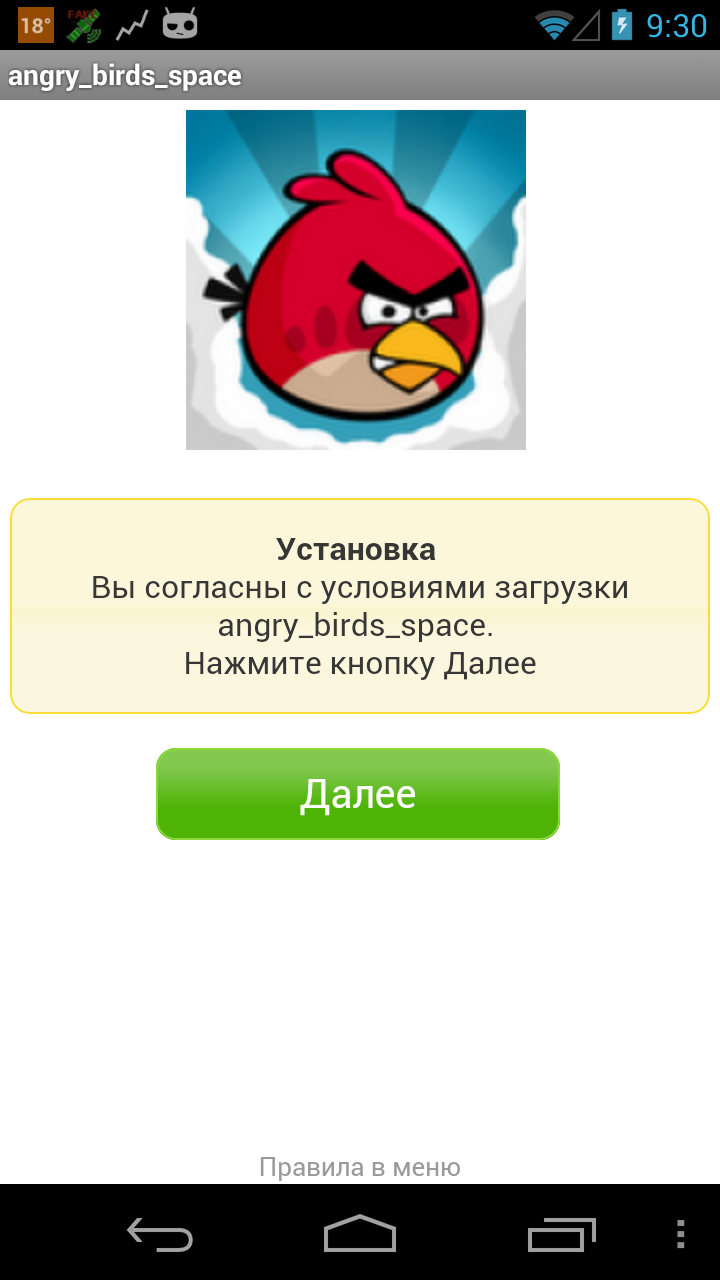 18°
FAKE
9:30
angry_birds_space
Установка
Вы согласны с условиями загрузки
angry_birds_space.
Нажмите кнопку Далее
Далее
Правила в меню